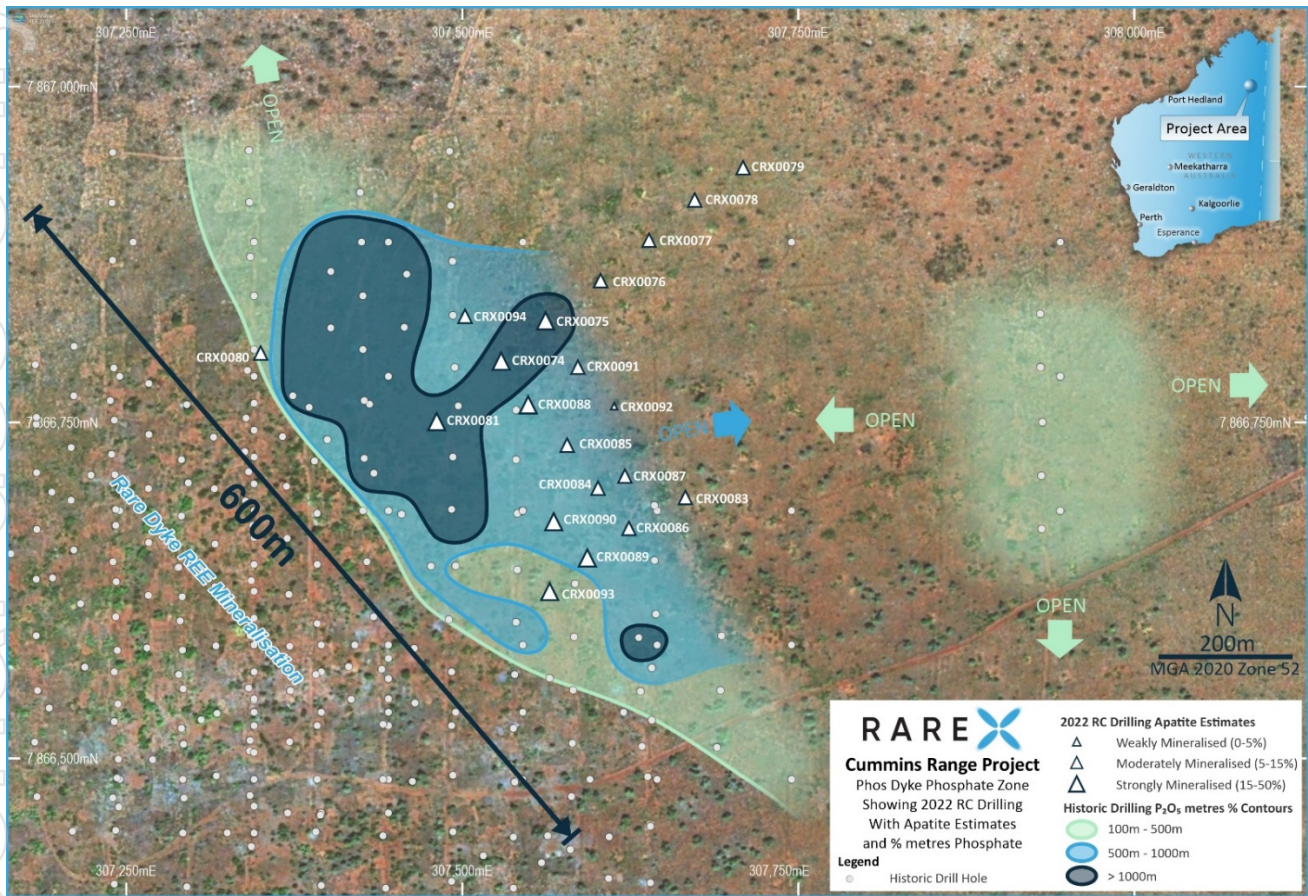 307,250mE
307,500mE
307,750mE
308,000mE
7 867,000mN
OPEN
Port Hedland
Project Area
WESTERN
AUSTRALIA
Meekatharra
Geraldton
Kalgoorlie
Perth
Esperance
CRX0079
CRX0078
CRX0077
CRX0076
CRX0094
CRX0075
CRX0080
CRX0074
CRX0091
CRX0088
CRX0092
CRX0081
CRX0085
CRX0087
CRX0084
CRX0083
CRX0090
CRX0086
CRX0089
CRX0093
OPEN
OPEN
OPEN
7,866,750mN
7,866,750mN
600m
Rare Dyke REE Mineralisation
OPEN
N
200m
MGA 2020 Zone 52
7 866,500mN
307,250mE
307,500mE
307,750mE
RAREX
Cummins Range Project
Phos Dyke Phosphate Zone
Showing 2022 RC Drilling
With Apatite Estimates
and % metres Phosphate
Legend
Historic Drill Hole
2022 RC Drilling Apatite Estimates
Weakly Mineralised (0-5%)
Moderately Mineralised (5-15%)
Strongly Mineralised (15-50%)
Historic Drilling P₂O₅ metres % Contours
100m - 500m
500m - 1000m
> 1000m